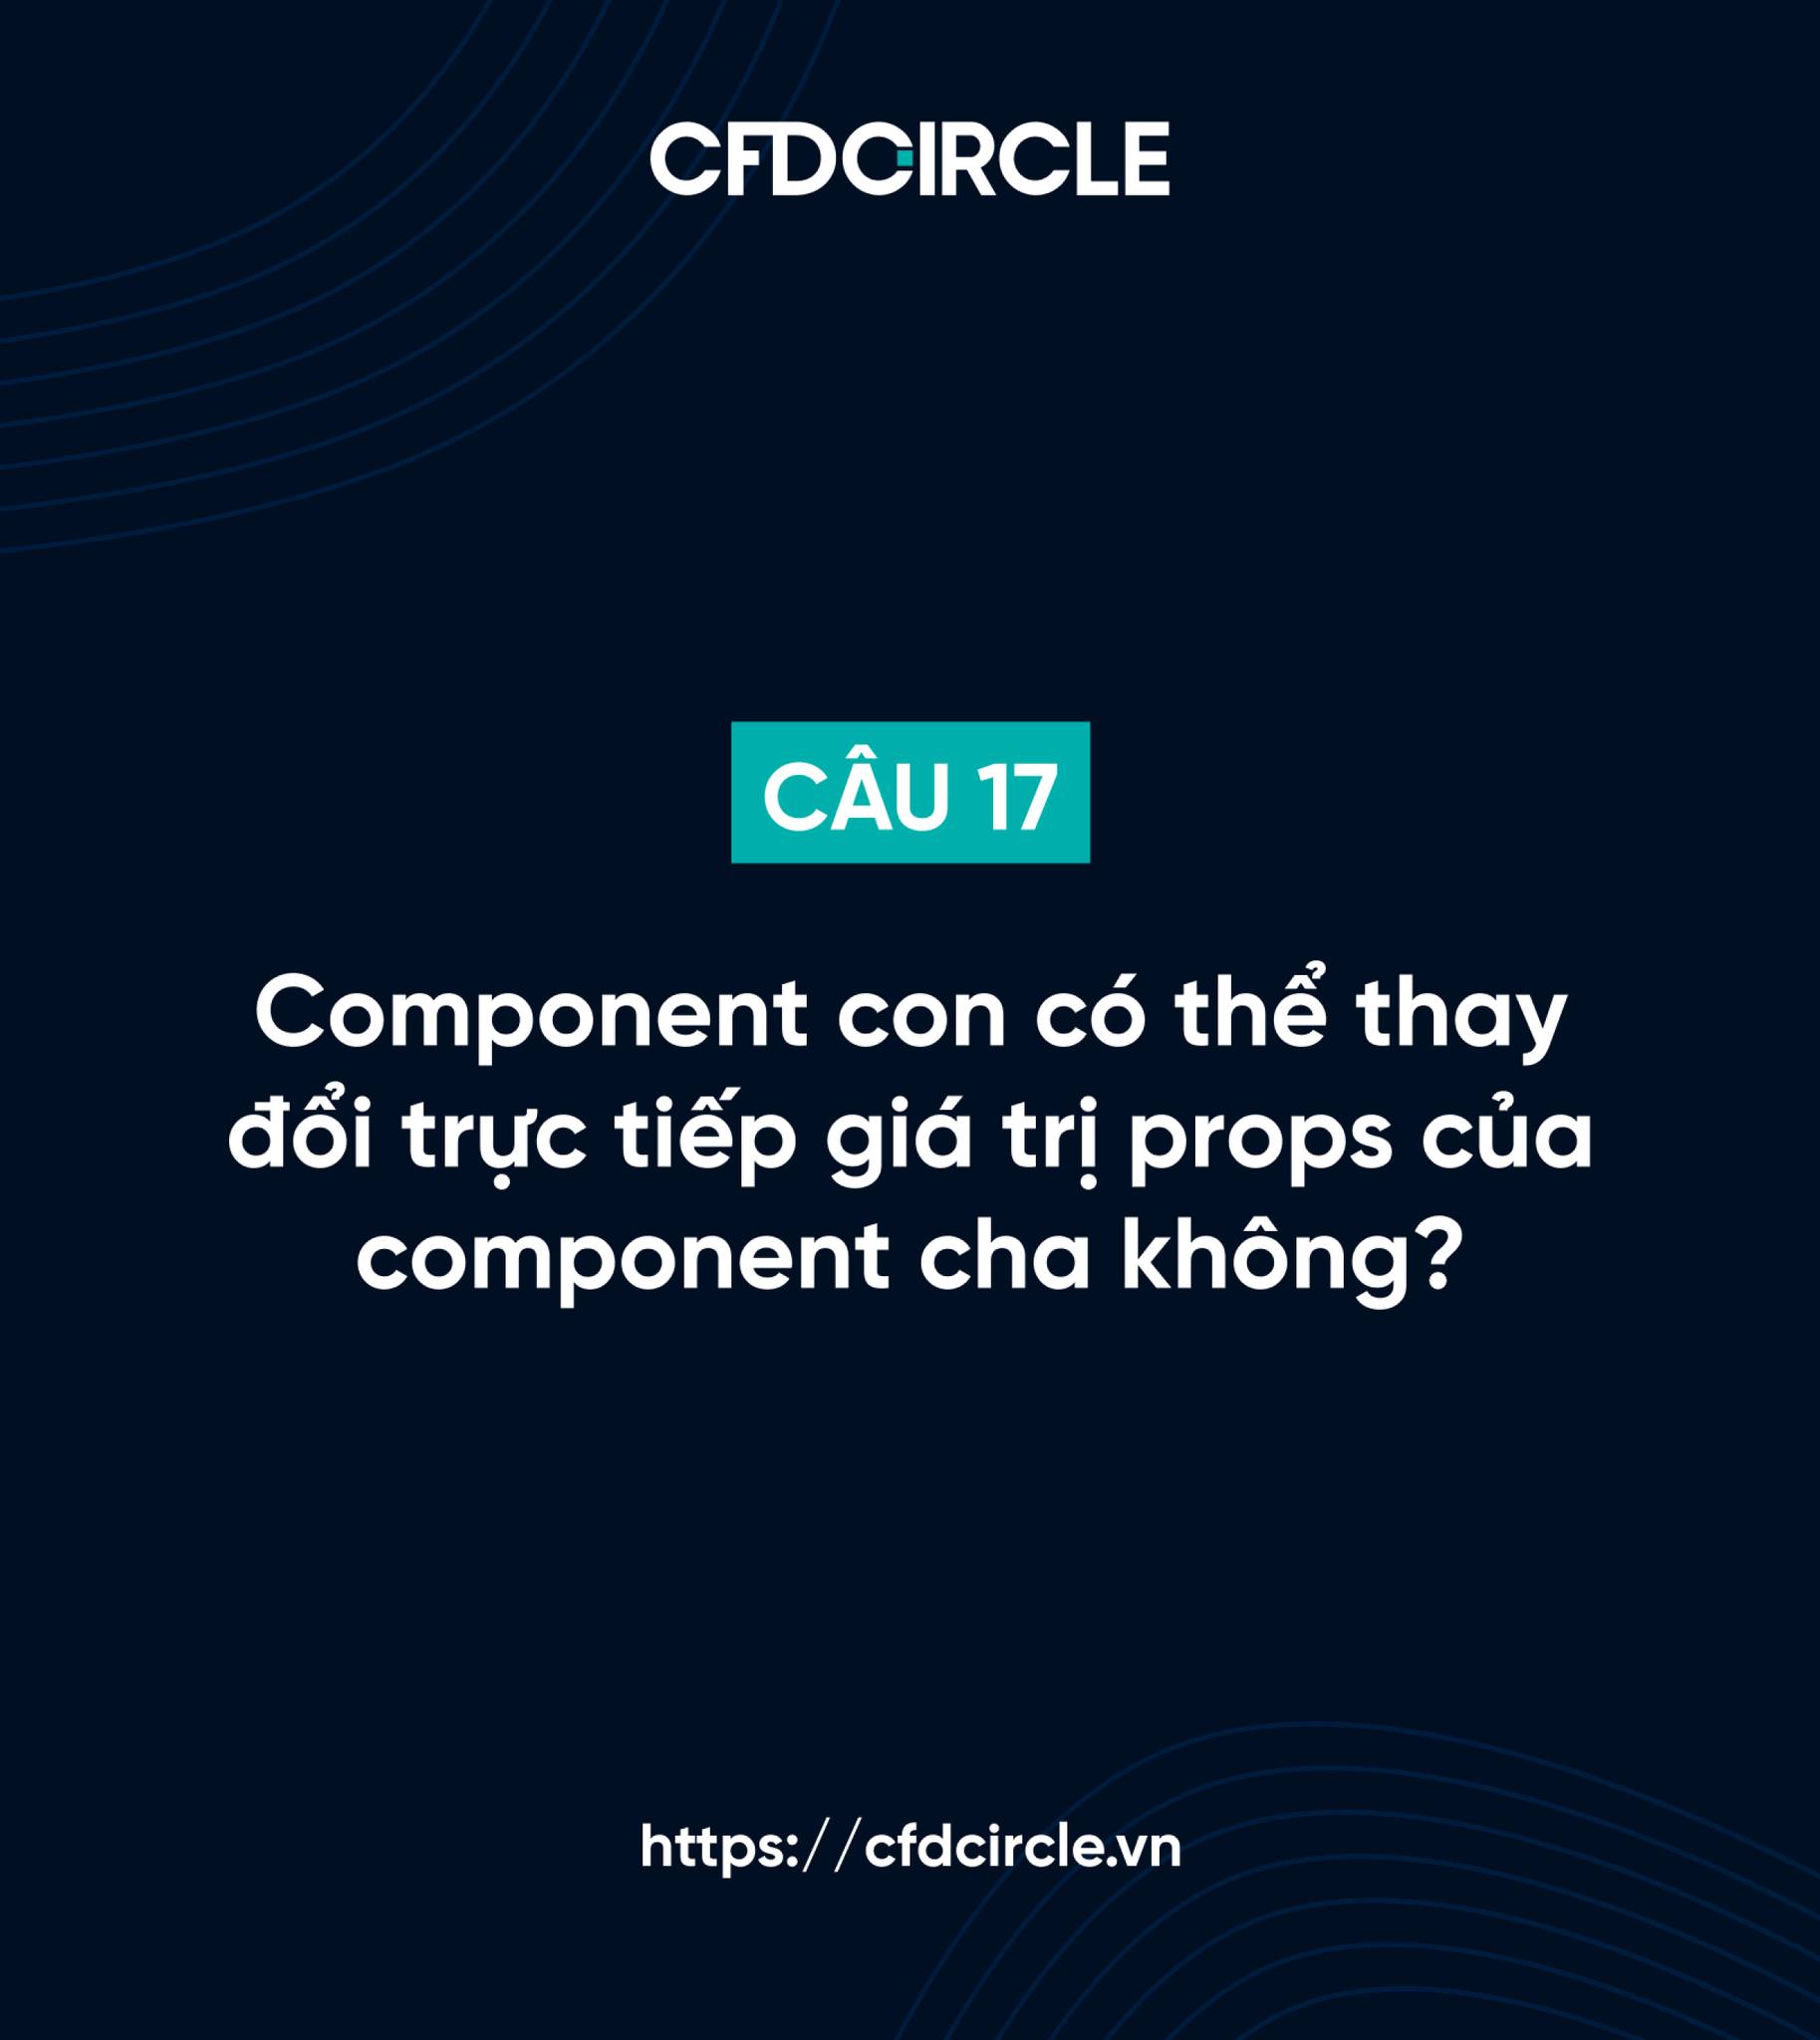 CFDCIRCLE
CÂU 17
Component con có thể thay
đổi trực tiếp giá trị props của
component cha không?
https://cfdcircle.vn